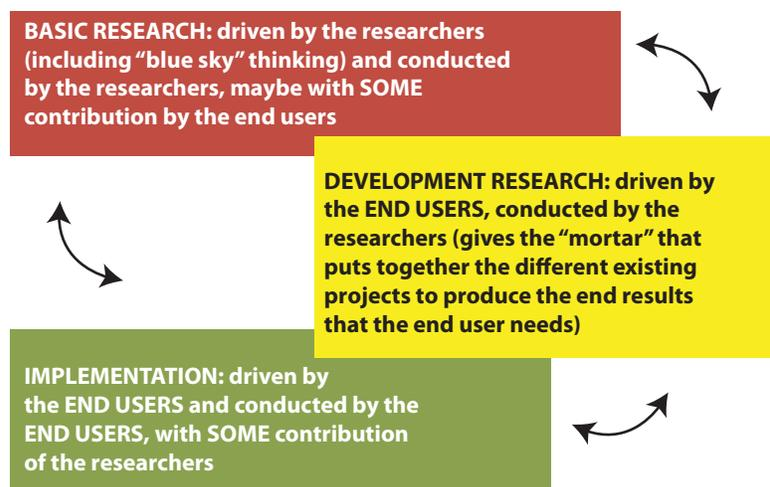 BASIC RESEARCH: driven by the researchers
(including “blue sky” thinking) and conducted
by the researchers, maybe with SOME
contribution by the end users
DEVELOPMENT RESEARCH: driven by
the END USERS, conducted by the
researchers (gives the “mortar” that
puts together the different existing
projects to produce the end results
that the end user needs)
IMPLEMENTATION: driven by
the END USERS and conducted by the
END USERS, with SOME contribution
of the researchers